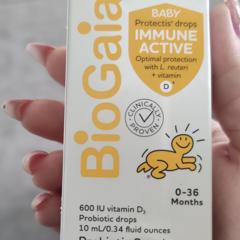 BioGaia
BABY
Protectis® drops
IMMUNE
ACTIVE
Optimal protection
with L. reuteri
+ vitamin
D+
CLINICALLY
PROVEN
0-36
Months
600 IU vitamin D₃
Probiotic drops
10 mL/0.34 fluid ounces